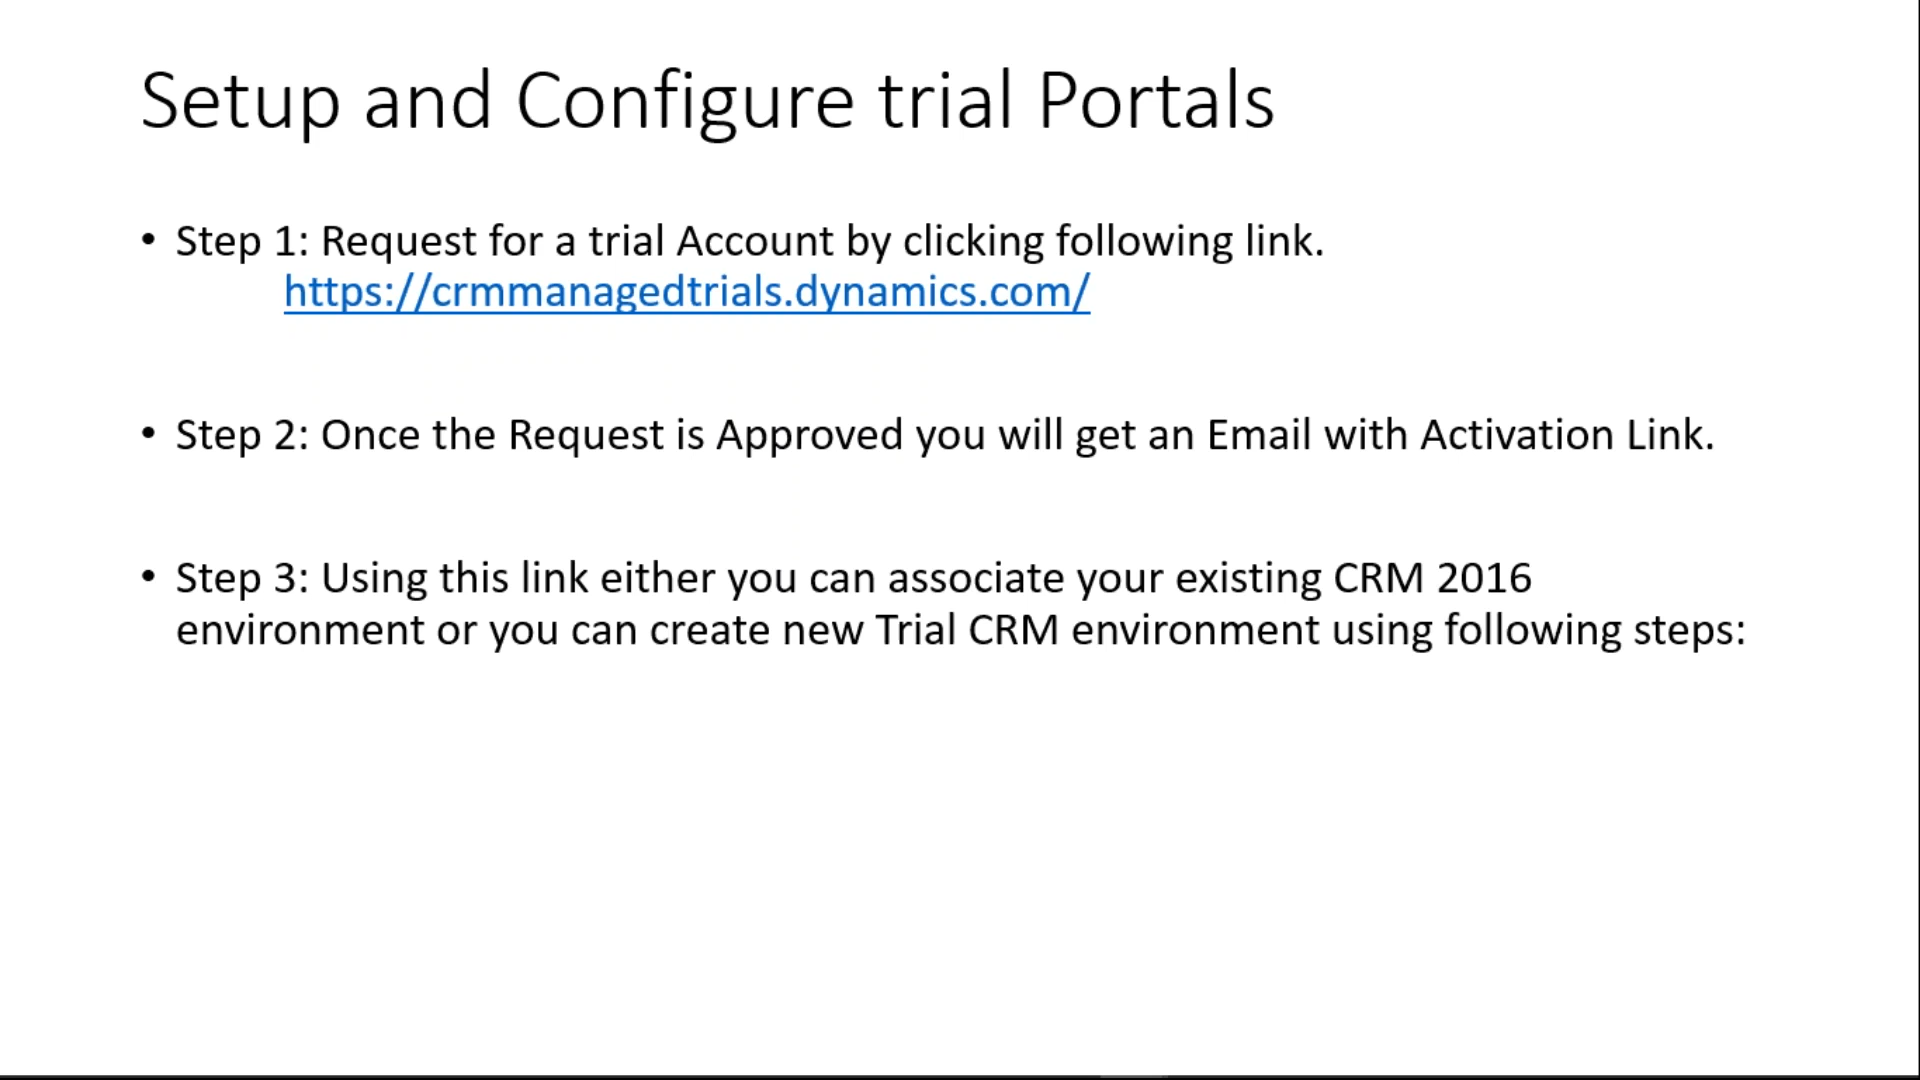 Setup and Configure trial Portals
• Step 1: Request for a trial Account by clicking following link.
https://crmmanagedtrials.dynamics.com/
• Step 2: Once the Request is Approved you will get an Email with Activation Link.
• Step 3: Using this link either you can associate your existing CRM 2016
environment or you can create new Trial CRM environment using following steps: